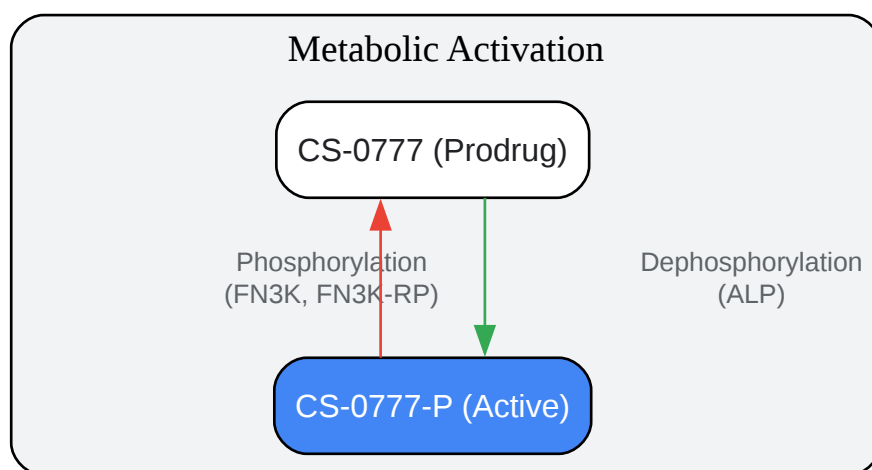 Metabolic Activation
CS-0777 (Prodrug)
Phosphorylation
(FN3K, FN3K-RP)
Dephosphorylation
(ALP)
CS-0777-P (Active)